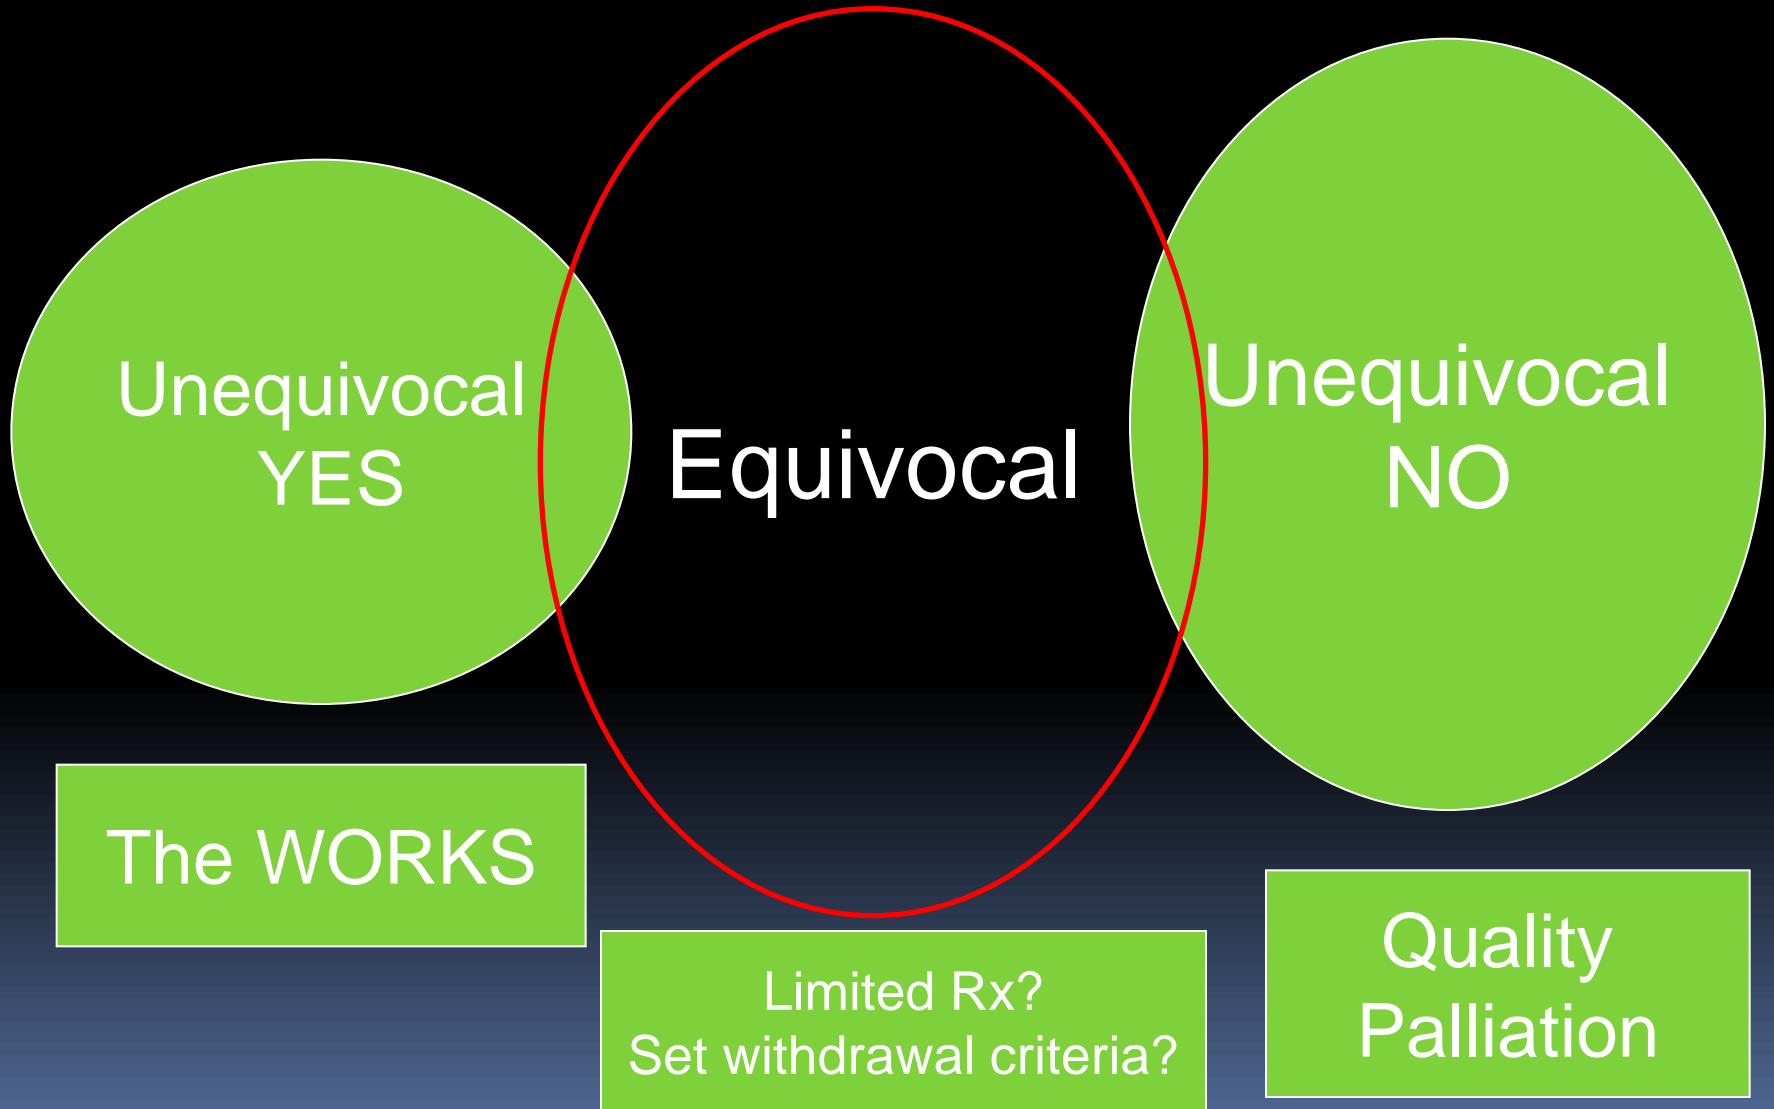 Unequivocal
YES
Equivocal
Unequivocal
NO
The WORKS
Limited Rx?
Set withdrawal criteria?
Quality
Palliation